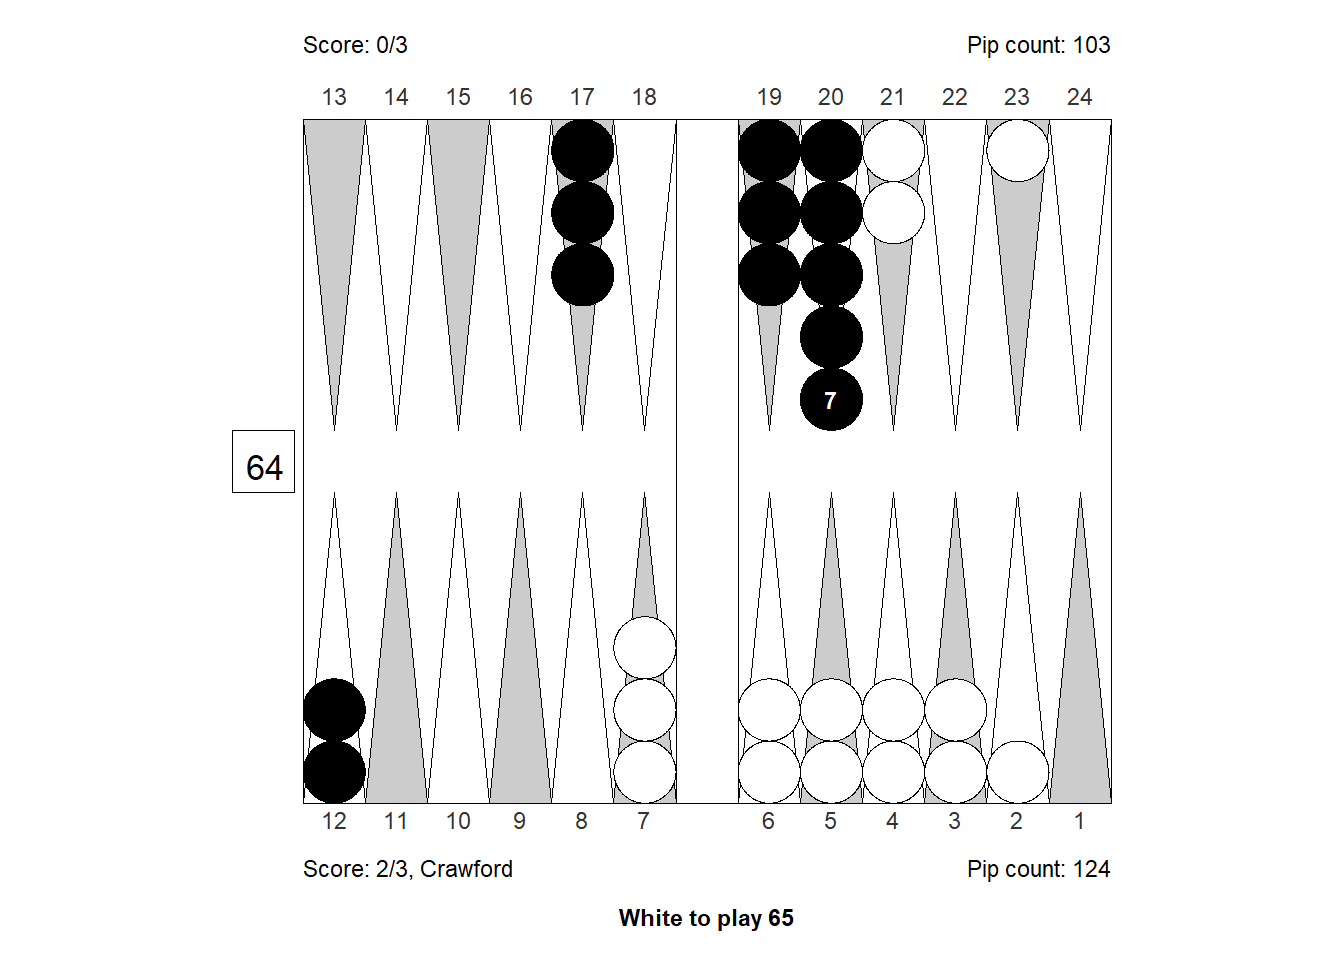 Score: 0/3 Pip count: 103
13 14 15 16 17 18 19 20 21 22 23 24
7
64
12 11 10 9 8 7 6 5 4 3 2 1
Score: 2/3, Crawford Pip count: 124
White to play 65